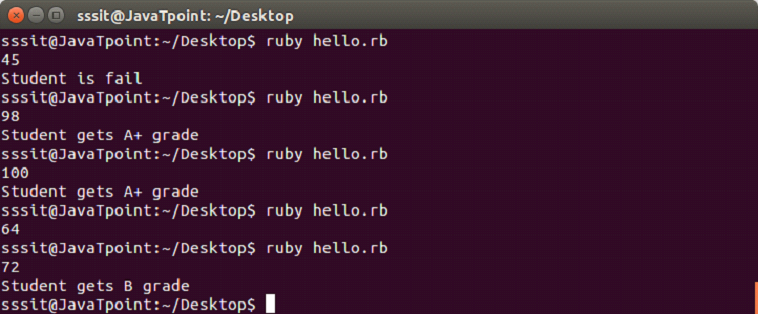 sssit@JavaTpoint: ~/Desktop
sssit@JavaTpoint:~/Desktop$ ruby hello.rb
45
Student is fail
sssit@JavaTpoint:~/Desktop$ ruby hello.rb
98
Student gets A+ grade
sssit@JavaTpoint:~/Desktop$ ruby hello.rb
100
Student gets A+ grade
sssit@JavaTpoint:~/Desktop$ ruby hello.rb
64
sssit@JavaTpoint:~/Desktop$ ruby hello.rb
72
Student gets B grade
sssit@JavaTpoint:~/Desktop$